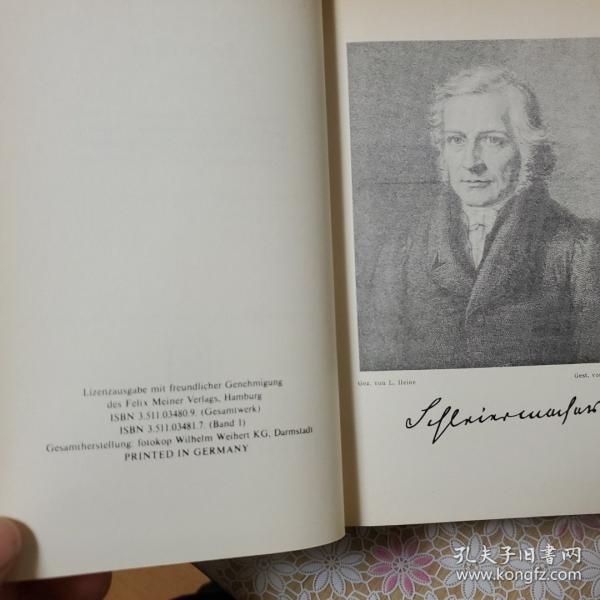 Lizenzausgabe mit freundlicher Genehmigung
des Felix Meiner Verlags, Hamburg
ISBN 3.511.03480.9. (Gesamtwerk)
ISBN 3.511.03481.7. (Band 1)
Gesamtherstellung: fotokop Wilhelm Weihert KG, Darmstadt
PRINTED IN GERMANY
Gez. von L. Heine
Gest. vo
Schleiermacher
孔夫子旧书网
www.kongfz.com